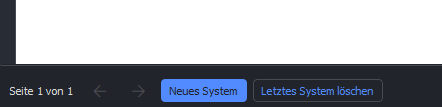 Seite 1 von 1
Neues System
Letztes System löschen